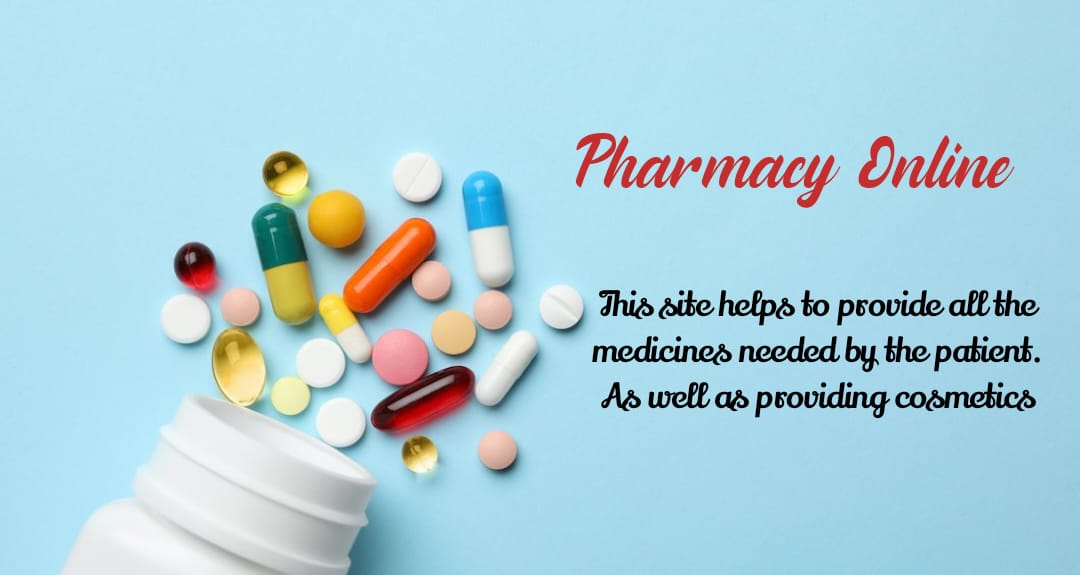 Pharmacy Online
This site helps to provide all the
medicines needed by the patient.
As well as providing cosmetics